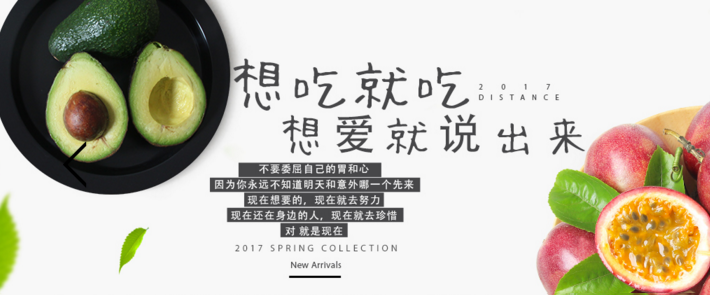 想吃就吃
2017
DISTANCE
想爱就说出来
不要委屈自己的胃和心
因为你永远不知道明天和意外哪一个先来
现在想要的，现在就去努力
现在还在身边的人，现在就去珍惜
对 就是现在
2017 SPRING COLLECTION
New Arrivals